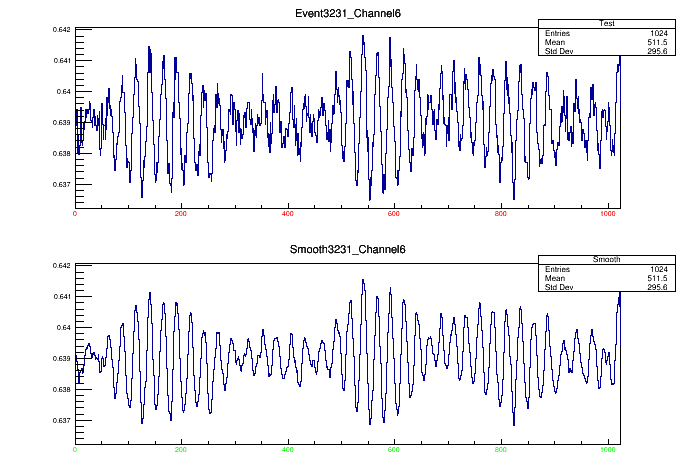 Event3231_Channel6
Test
Entries 1024
Mean 511.5
Std Dev 295.6
0.642
0.641
0.64
0.639
0.638
0.637
0 200 400 600 800 1000
Smooth3231_Channel6
Smooth
Entries 1024
Mean 511.5
Std Dev 295.6
0.642
0.641
0.64
0.639
0.638
0.637
0 200 400 600 800 1000